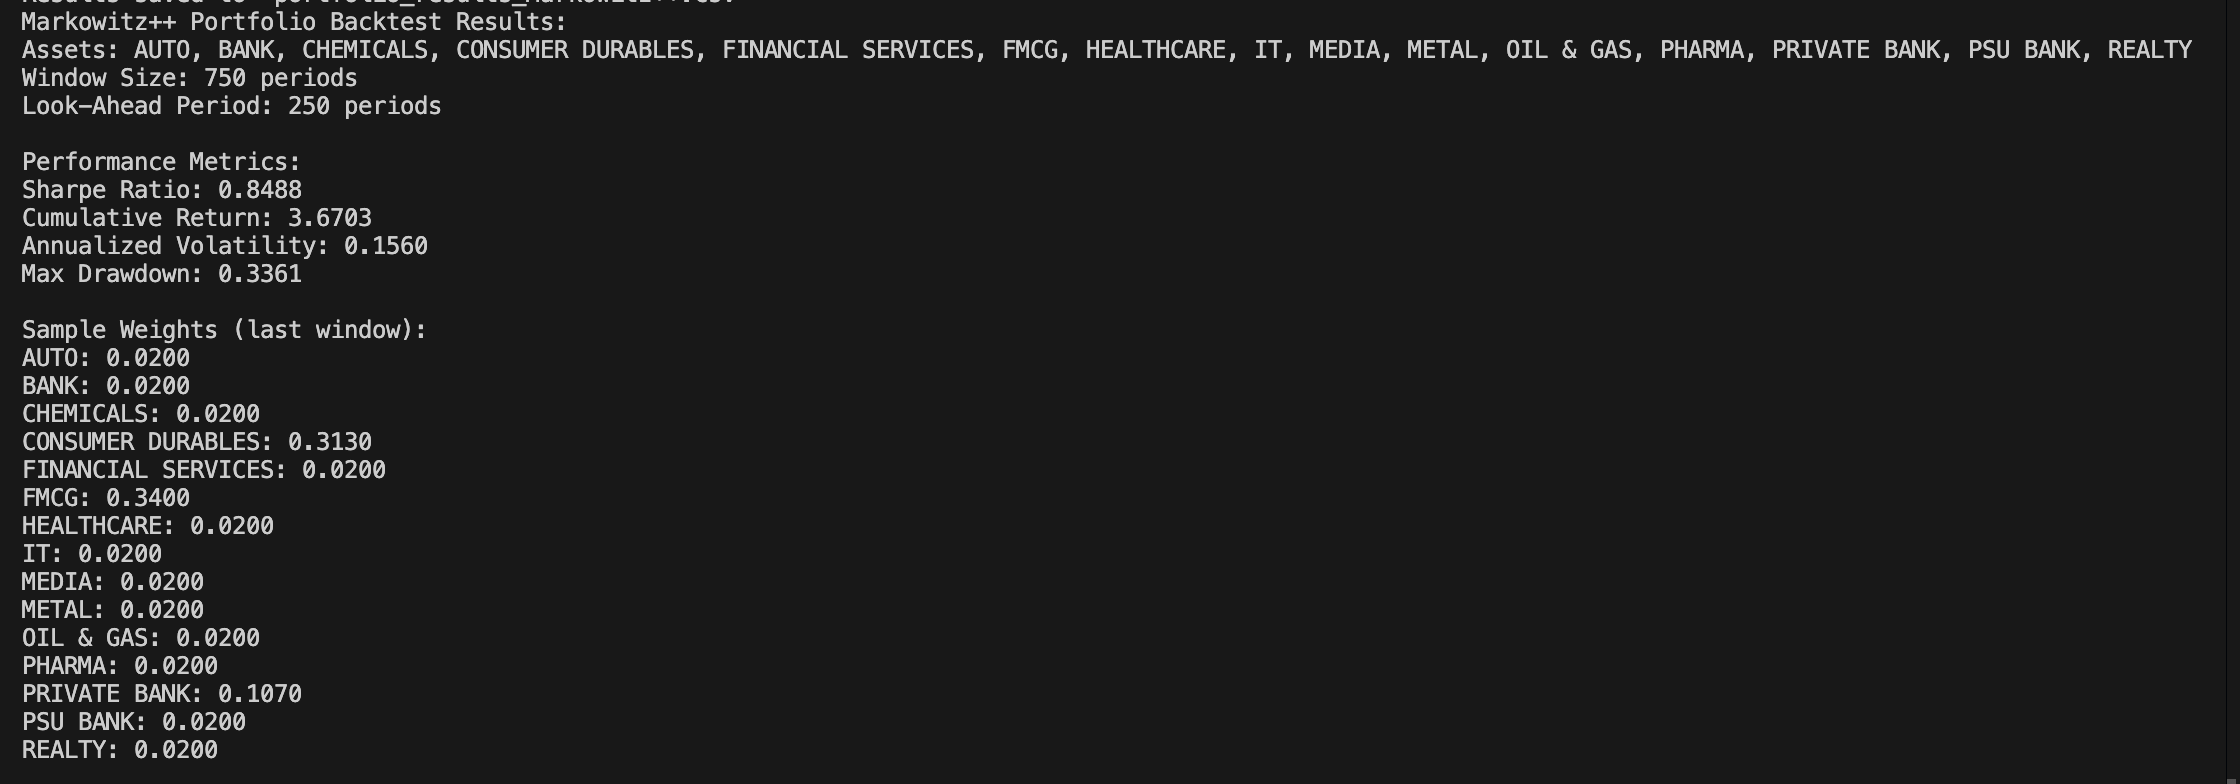 Markowitz++ Portfolio Backtest Results:
Assets: AUTO, BANK, CHEMICALS, CONSUMER DURABLES, FINANCIAL SERVICES, FMCG, HEALTHCARE, IT, MEDIA, METAL, OIL & GAS, PHARMA, PRIVATE BANK, PSU BANK, REALTY
Window Size: 750 periods
Look-Ahead Period: 250 periods
Performance Metrics:
Sharpe Ratio: 0.8488
Cumulative Return: 3.6703
Annualized Volatility: 0.1560
Max Drawdown: 0.3361
Sample Weights (last window):
AUTO: 0.0200
BANK: 0.0200
CHEMICALS: 0.0200
CONSUMER DURABLES: 0.3130
FINANCIAL SERVICES: 0.0200
FMCG: 0.3400
HEALTHCARE: 0.0200
IT: 0.0200
MEDIA: 0.0200
METAL: 0.0200
OIL & GAS: 0.0200
PHARMA: 0.0200
PRIVATE BANK: 0.1070
PSU BANK: 0.0200
REALTY: 0.0200